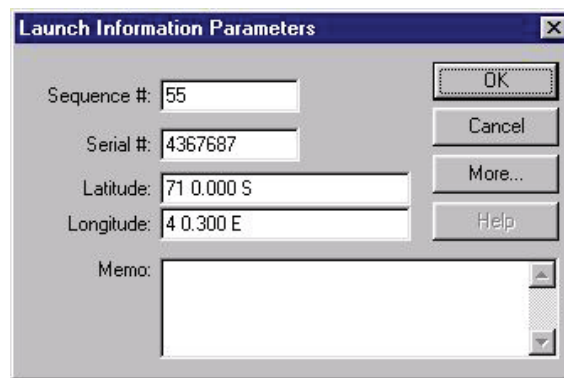 Launch Information Parameters
Sequence #: 55
OK
Serial #: 4367687
Cancel
Latitude: 71 0.000 S
More...
Longitude: 4 0.300 E
Help
Memo: